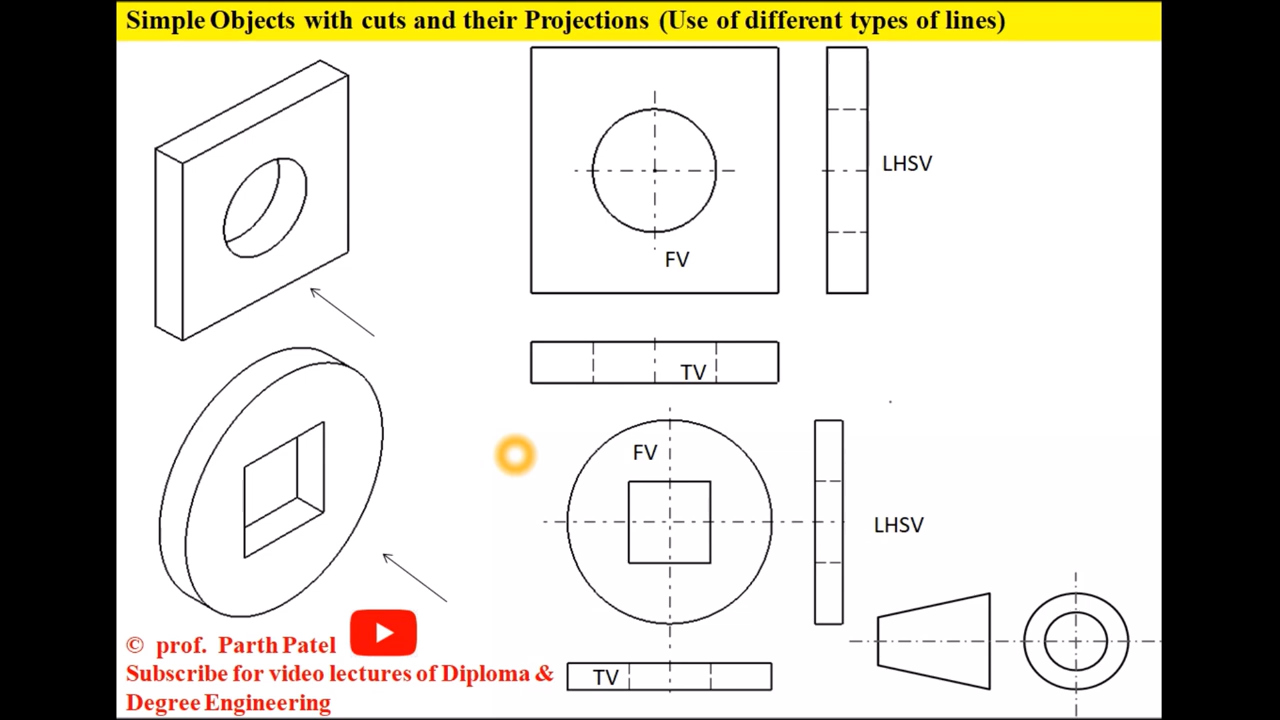 Simple Objects with cuts and their Projections (Use of different types of lines)
LHSV
FV
TV
FV
LHSV
TV
© prof. Parth Patel
Subscribe for video lectures of Diploma &
Degree Engineering